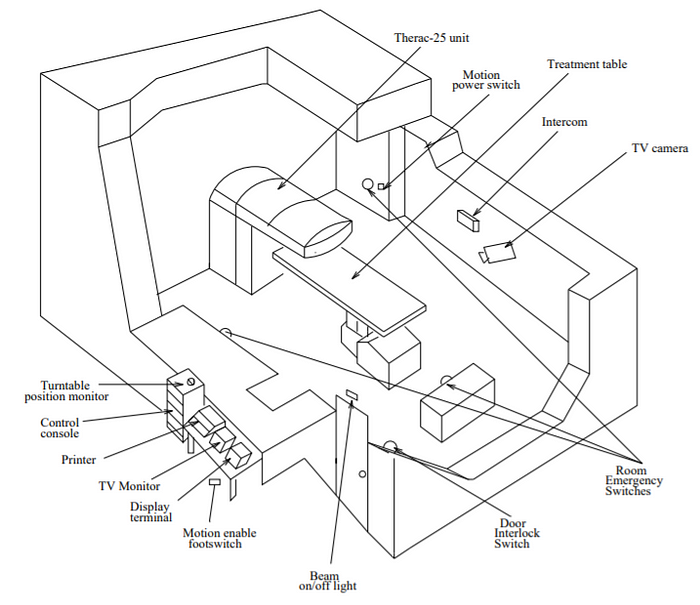 Therac-25 unit
Treatment table
Motion
power switch
Intercom
TV camera
Turntable
position monitor
Control
console
Printer
TV Monitor
Display
terminal
Motion enable
footswitch
Beam
on/off light
Door
Interlock
Switch
Room
Emergency
Switches